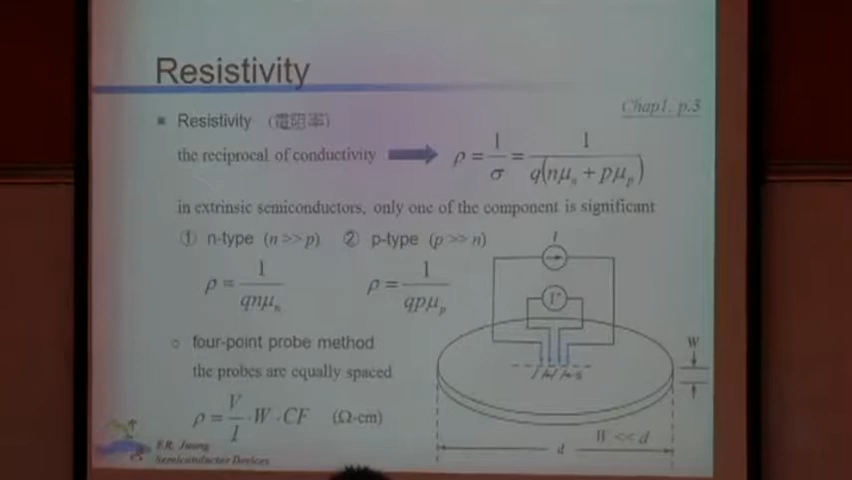 Resistivity
Chap1, p.3
▪ Resistivity (電阻率)
the reciprocal of conductivity → ρ = 1/σ = 1/q(nμₙ + pμₚ)
in extrinsic semiconductors, only one of the component is significant
① n-type (n >> p) ② p-type (p >> n)
ρ = 1/qnμₙ ρ = 1/qpμₚ
I
V
○ four-point probe method
the probes are equally spaced
ρ = V/I · W · CF (Ω-cm)
W
W << d
d
Semiconductor Devices